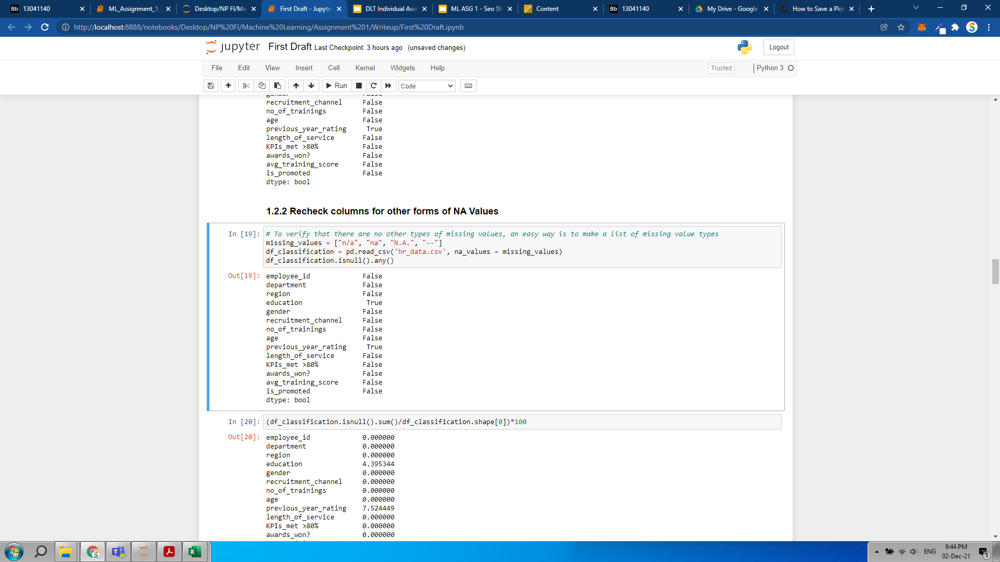 13041140
ML_Assignment_1_
Desktop/NP FI/Ma
First Draft - Jupyte
DLT Individual Assi
ML ASG 1 - Seo Sh
Content
13041140
My Drive - Google
How to Save a Plot
http://localhost:8888/notebooks/Desktop/NP%20FI/Machine%20Learning/Assignment%201/Writeup/First%20Draft.ipynb
jupyter First Draft Last Checkpoint: 3 hours ago (unsaved changes)
Logout
File Edit View Insert Cell Kernel Widgets Help
Trusted
Python 3
Run
Code
recruitment_channel False
no_of_trainings False
age False
previous_year_rating True
length_of_service False
KPIs_met >80% False
awards_won? False
avg_training_score False
is_promoted False
dtype: bool
1.2.2 Recheck columns for other forms of NA Values
In [19]: # To verify that there are no other types of missing values, an easy way is to make a list of missing value types
missing_values = ["n/a", "na", "N.A.", "--"]
df_classification = pd.read_csv('hr_data.csv', na_values = missing_values)
df_classification.isnull().any()
Out[19]: employee_id False
department False
region False
education True
gender False
recruitment_channel False
no_of_trainings False
age False
previous_year_rating True
length_of_service False
KPIs_met >80% False
awards_won? False
avg_training_score False
is_promoted False
dtype: bool
In [20]: (df_classification.isnull().sum()/df_classification.shape[0])*100
Out[20]: employee_id 0.000000
department 0.000000
region 0.000000
education 4.395344
gender 0.000000
recruitment_channel 0.000000
no_of_trainings 0.000000
age 0.000000
previous_year_rating 7.524449
length_of_service 0.000000
KPIs_met >80% 0.000000
awards_won? 0.000000
ENG
9:44 PM
02-Dec-21